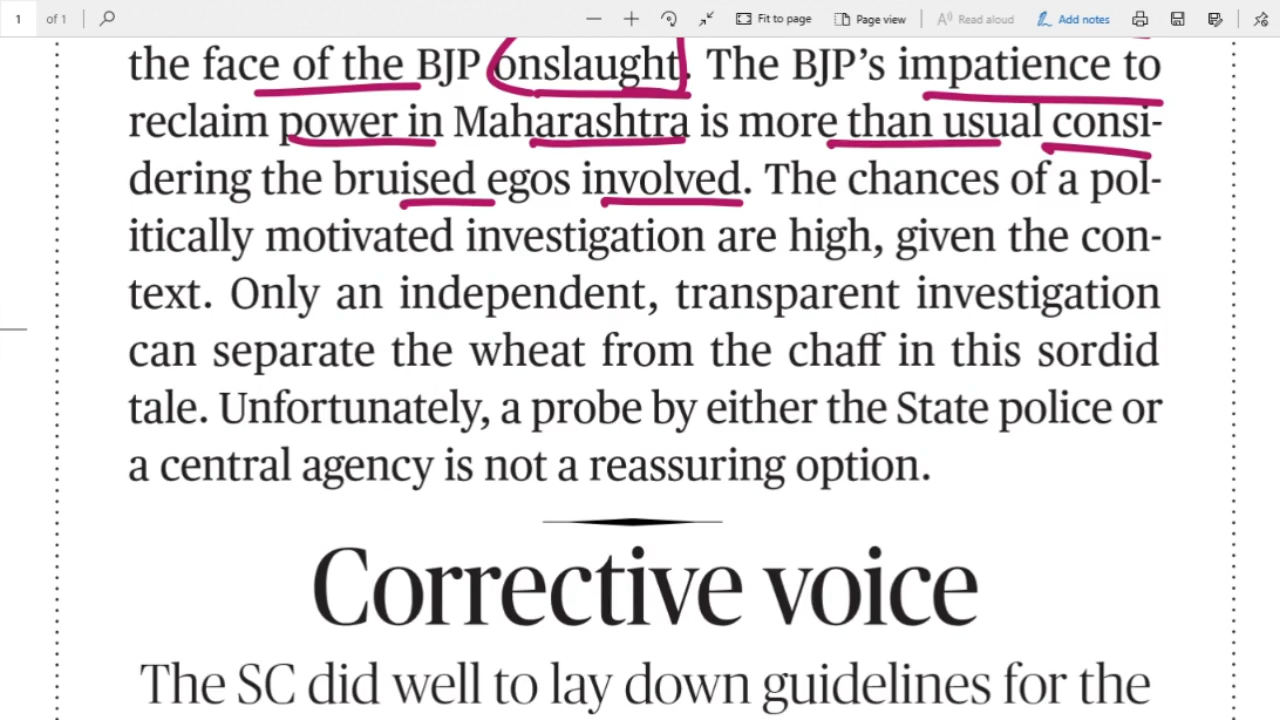 1 of 1 Fit to page Page view Read aloud Add notes
the face of the BJP onslaught. The BJP’s impatience to
reclaim power in Maharashtra is more than usual consi-
dering the bruised egos involved. The chances of a pol-
itically motivated investigation are high, given the con-
text. Only an independent, transparent investigation
can separate the wheat from the chaff in this sordid
tale. Unfortunately, a probe by either the State police or
a central agency is not a reassuring option.
Corrective voice
The SC did well to lay down guidelines for the